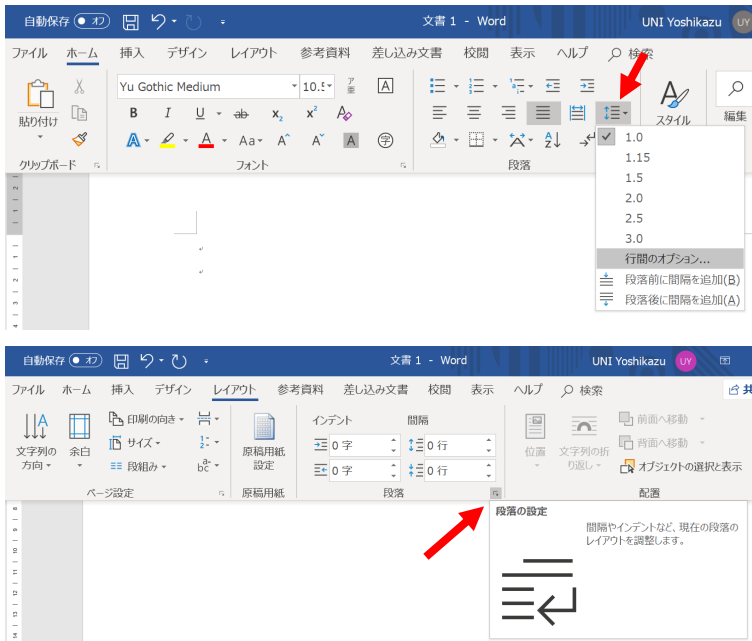 自動保存 オフ 文書 1 - Word UNI Yoshikazu UY
ファイル ホーム 挿入 デザイン レイアウト 参考資料 差し込み文書 校閲 表示 ヘルプ 検索
Yu Gothic Medium 10.5 ア亜 A
貼り付け B I U ab x₂ x² A スタイル 編集
A A Aa A^ A˅ A 字 A Z
クリップボード フォント 段落
1.0
1.15
1.5
2.0
2.5
3.0
行間のオプション...
段落前に間隔を追加(B)
段落後に間隔を追加(A)
自動保存 オフ 文書 1 - Word UNI Yoshikazu UY
ファイル ホーム 挿入 デザイン レイアウト 参考資料 差し込み文書 校閲 表示 ヘルプ 検索 共
文字列の方向 余白 印刷の向き 原稿用紙設定 インデント 間隔 位置 文字列の折り返し 前面へ移動
サイズ 0 字 0 行 背面へ移動
段組み bc 0 字 0 行 オブジェクトの選択と表示
ページ設定 原稿用紙 段落 配置
段落の設定
間隔やインデントなど、現在の段落の
レイアウトを調整します。